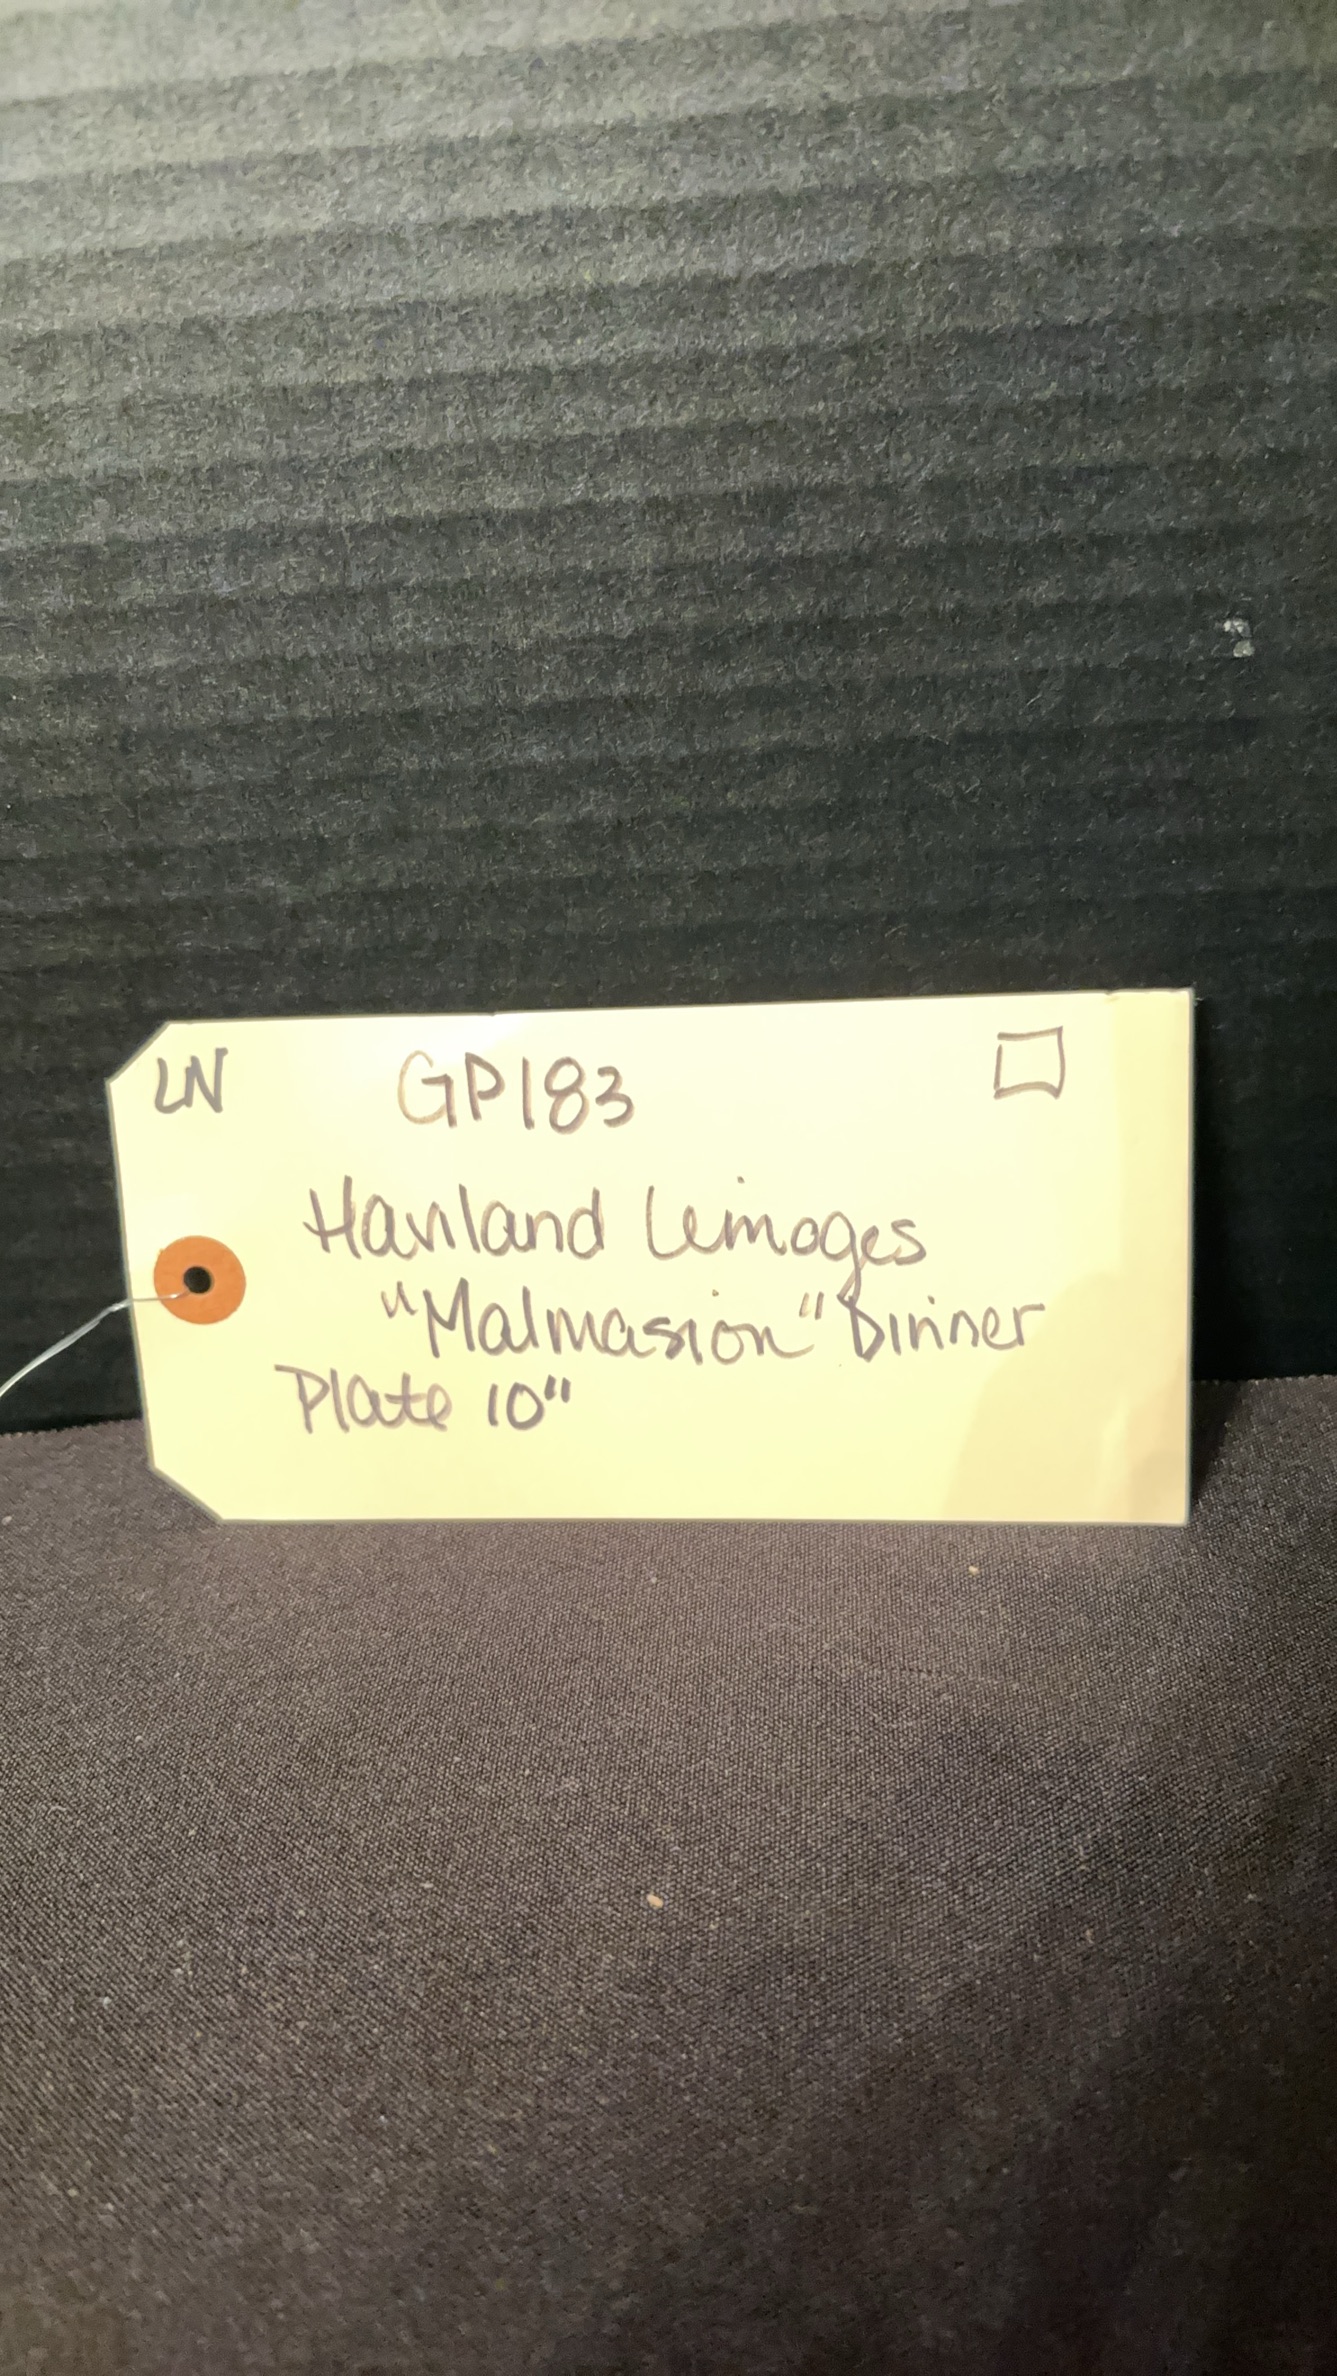 LN GP183
Haviland Limoges
"Malmasion" Dinner
Plate 10"